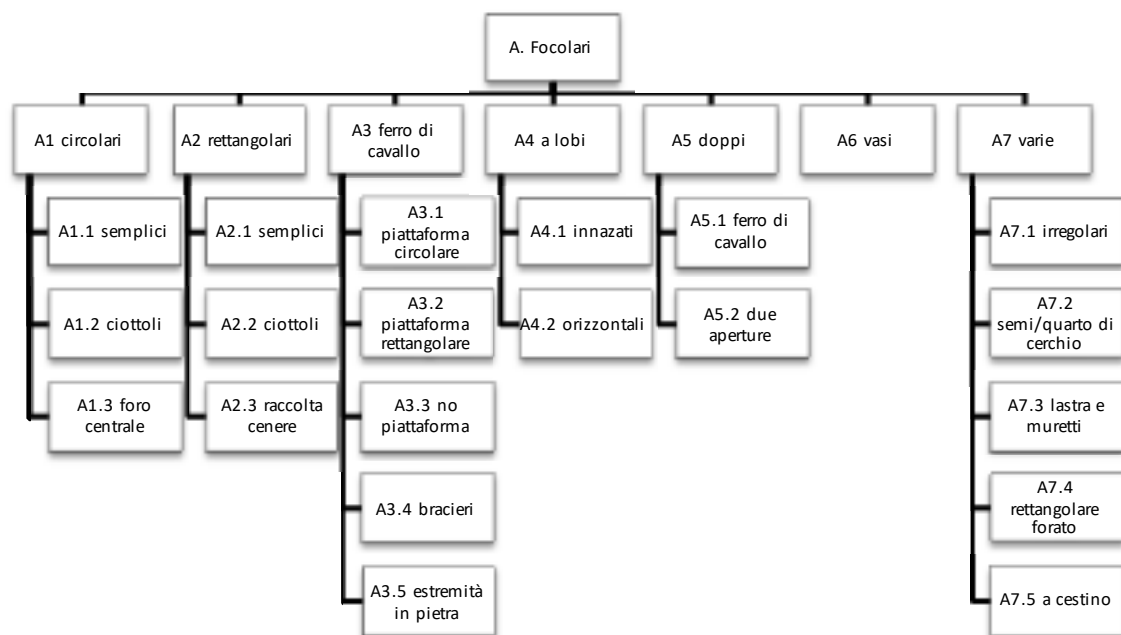 A. Focolari
A1 circolari
A2 rettangolari
A3 ferro di
cavallo
A4 a lobi
A5 doppi
A6 vasi
A7 varie
A1.1 semplici
A1.2 ciottoli
A1.3 foro
centrale
A2.1 semplici
A2.2 ciottoli
A2.3 raccolta
cenere
A3.1
piattaforma
circolare
A3.2
piattaforma
rettangolare
A3.3 no
piattaforma
A3.4 bracieri
A3.5 estremità
in pietra
A4.1 innazati
A4.2 orizzontali
A5.1 ferro di
cavallo
A5.2 due
aperture
A7.1 irregolari
A7.2
semi/quarto di
cerchio
A7.3 lastra e
muretti
A7.4
rettangolare
forato
A7.5 a cestino